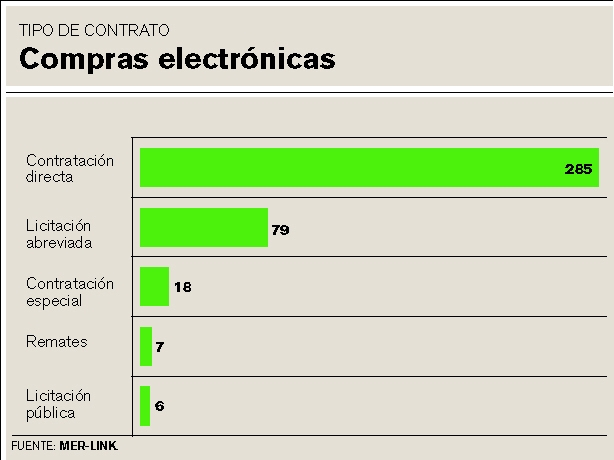 TIPO DE CONTRATO
Compras electrónicas
Contratación
directa
285
Licitación
abreviada
79
Contratación
especial
18
Remates
7
Licitación
pública
6
FUENTE: MER-LINK.